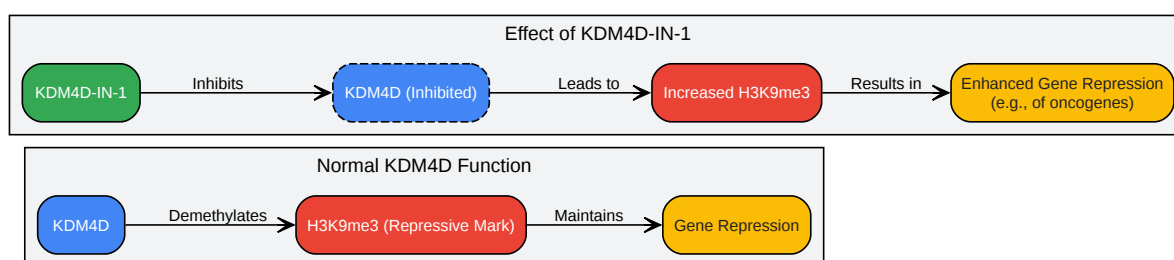 Effect of KDM4D-IN-1
KDM4D-IN-1
Inhibits
KDM4D (Inhibited)
Leads to
Increased H3K9me3
Results in
Enhanced Gene Repression
(e.g., of oncogenes)
Normal KDM4D Function
KDM4D
Demethylates
H3K9me3 (Repressive Mark)
Maintains
Gene Repression